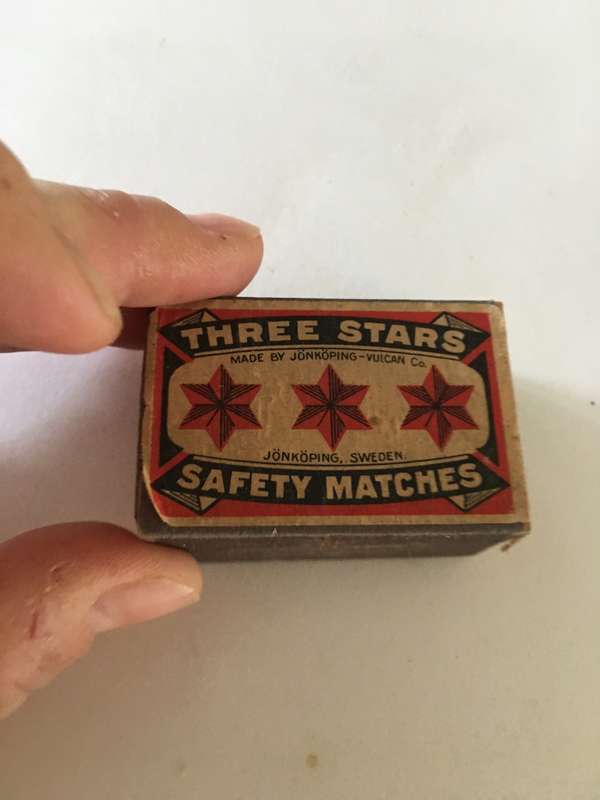 THREE STARS
MADE BY JÖNKÖPING-VULCAN Co.
JÖNKÖPING, SWEDEN.
SAFETY MATCHES